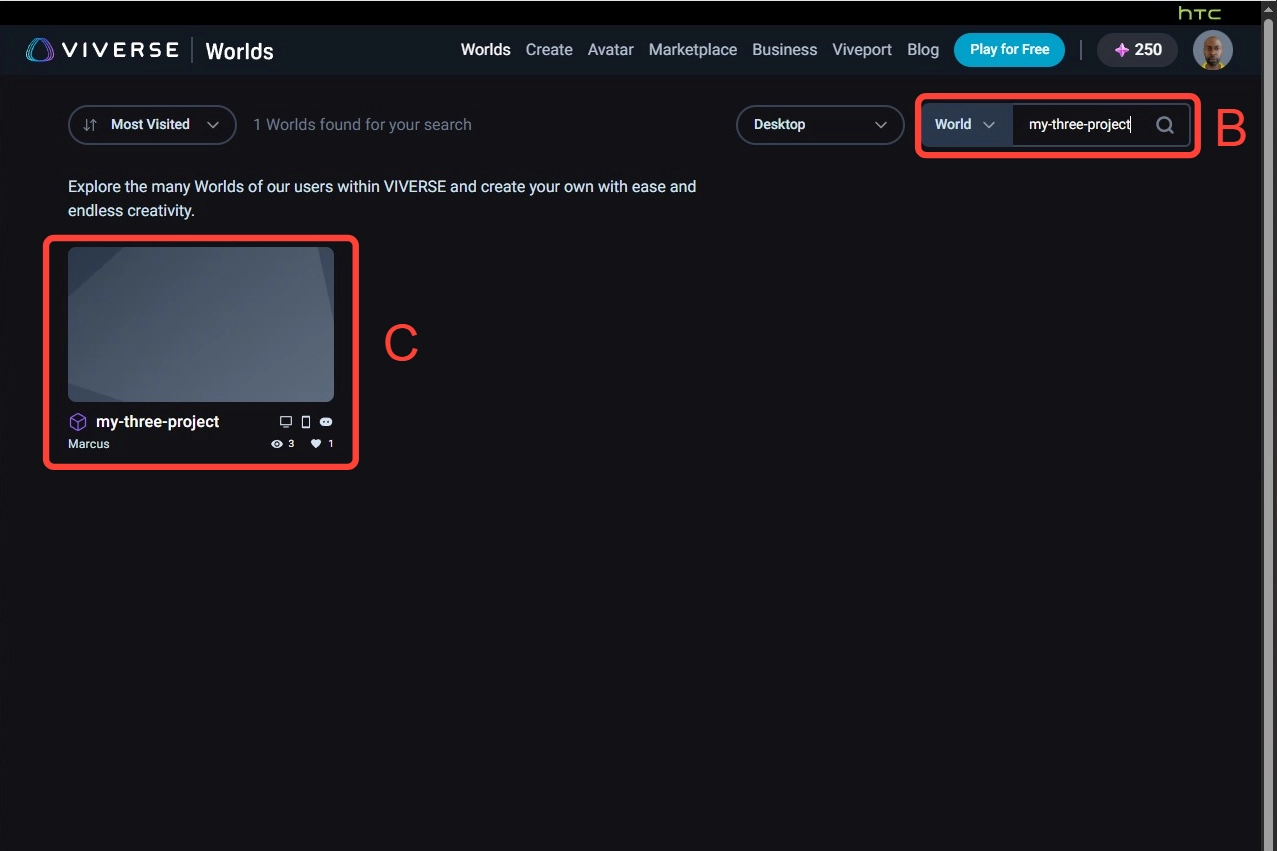 hTC
VIVERSE | Worlds
Worlds Create Avatar Marketplace Business Viveport Blog Play for Free | 250
Most Visited 1 Worlds found for your search Desktop World my-three-project B
Explore the many Worlds of our users within VIVERSE and create your own with ease and
endless creativity.
C
my-three-project
Marcus 3 1